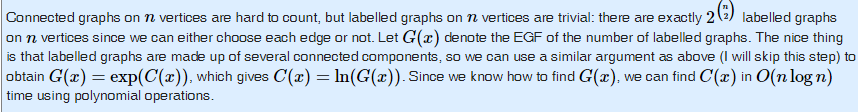 Connected graphs on n vertices are hard to count, but labelled graphs on n vertices are trivial: there are exactly 2^{\binom{n}{2}} labelled graphs
on n vertices since we can either choose each edge or not. Let G(x) denote the EGF of the number of labelled graphs. The nice thing
is that labelled graphs are made up of several connected components, so we can use a similar argument as above (I will skip this step) to
obtain G(x) = exp(C(x)), which gives C(x) = ln(G(x)). Since we know how to find G(x), we can find C(x) in O(n log n)
time using polynomial operations.